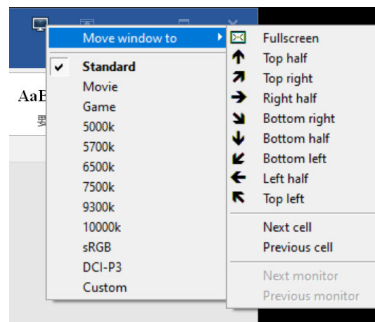 Move window to
Standard
Movie
Game
5000k
5700k
6500k
7500k
9300k
10000k
sRGB
DCI-P3
Custom
Fullscreen
Top half
Top right
Right half
Bottom right
Bottom half
Bottom left
Left half
Top left
Next cell
Previous cell
Next monitor
Previous monitor
AaB
要